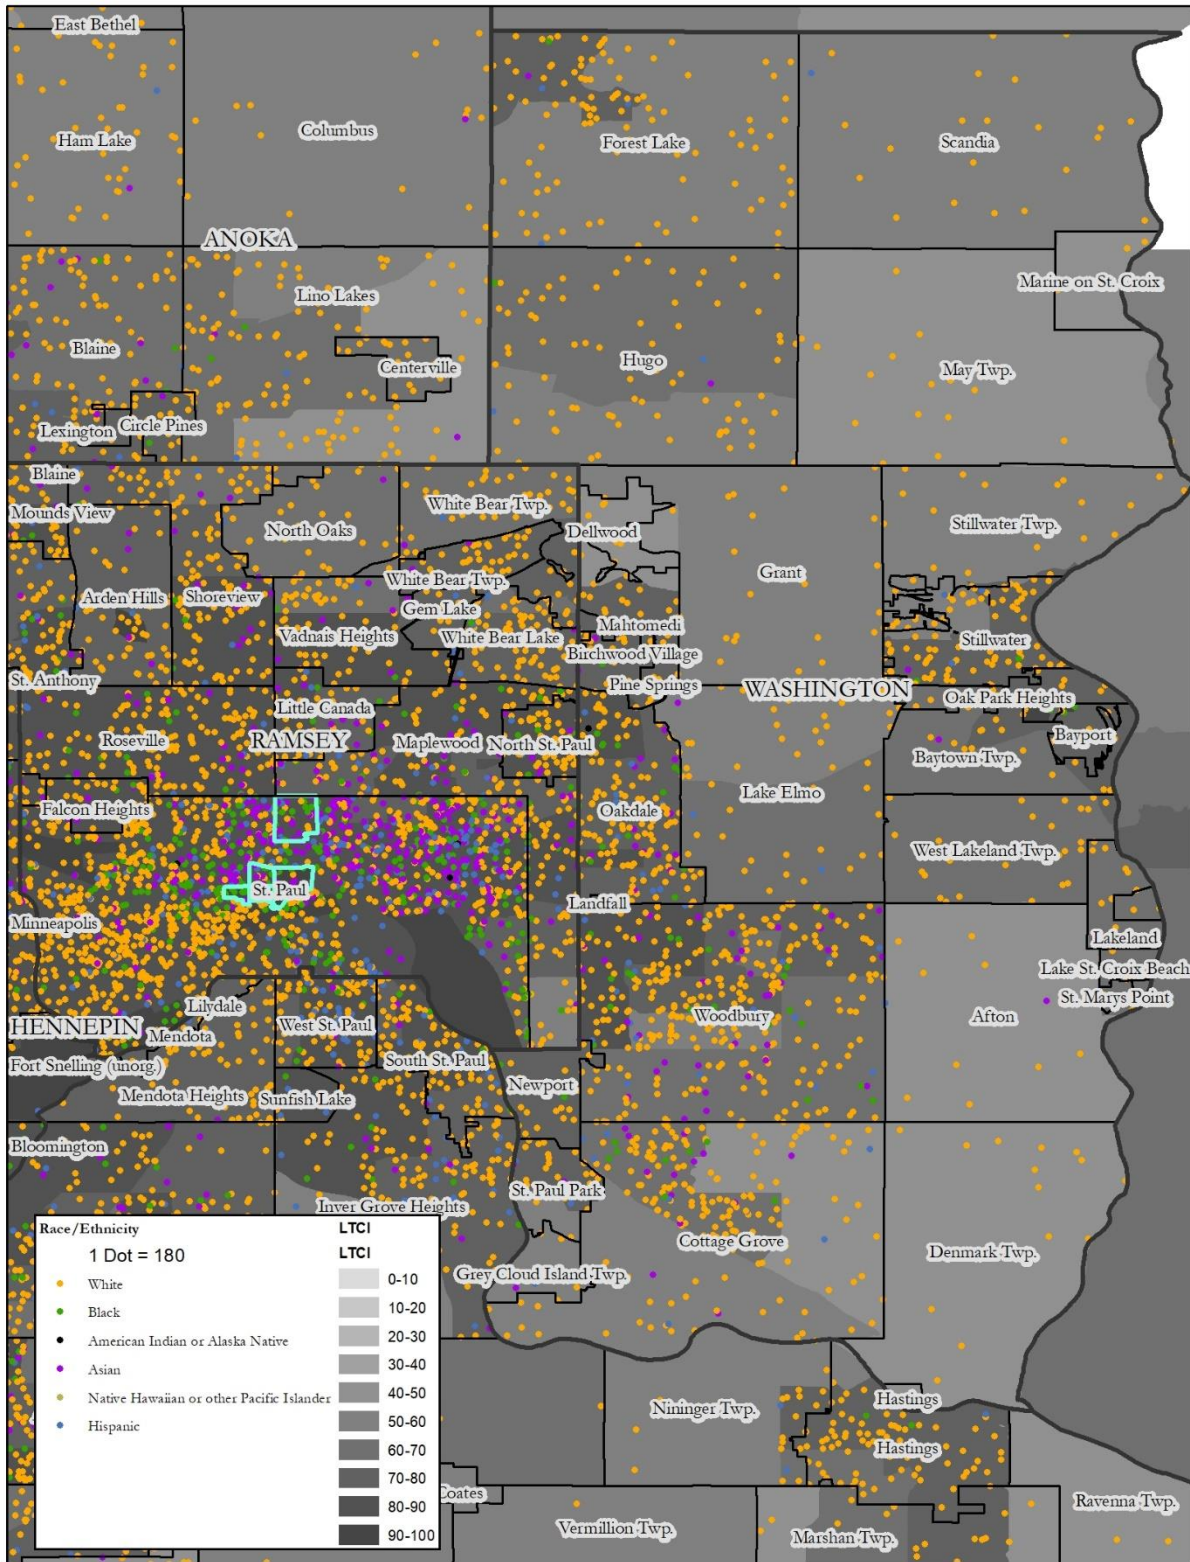 East Bethel
Ham Lake
Columbus
Forest Lake
Scandia
ANOKA
Lino Lakes
Marine on St. Croix
Blaine
Centerville
Hugo
May Twp.
Lexington
Circle Pines
Blaine
Mounds View
North Oaks
White Bear Twp.
Dellwood
Stillwater Twp.
Arden Hills
Shoreview
White Bear Twp.
Grant
Gem Lake
Vadnais Heights
White Bear Lake
Mahtomedi
Stillwater
Birchwood Village
St. Anthony
Pine Springs
WASHINGTON
Oak Park Heights
Little Canada
Roseville
RAMSEY
Maplewood
North St. Paul
Bayport
Baytown Twp.
Falcon Heights
Oakdale
Lake Elmo
West Lakeland Twp.
St. Paul
Landfall
Minneapolis
Lakeland
Lake St. Croix Beach
St. Marys Point
Lilydale
Woodbury
Afton
HENNEPIN
Mendota
West St. Paul
Fort Snelling (unorg.)
South St. Paul
Mendota Heights
Sunfish Lake
Newport
Bloomington
Inver Grove Heights
St. Paul Park
Cottage Grove
Denmark Twp.
Grey Cloud Island Twp.
Nininger Twp.
Hastings
Hastings
Coates
Vermillion Twp.
Marshan Twp.
Ravenna Twp.
Race/Ethnicity
1 Dot = 180
White
Black
American Indian or Alaska Native
Asian
Native Hawaiian or other Pacific Islander
Hispanic
LTCI
LTCI
0-10
10-20
20-30
30-40
40-50
50-60
60-70
70-80
80-90
90-100